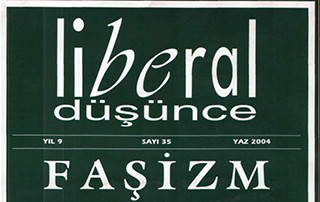 liberal
düşünce
YIL 9 SAYI 35 YAZ 2004
FAŞİZM